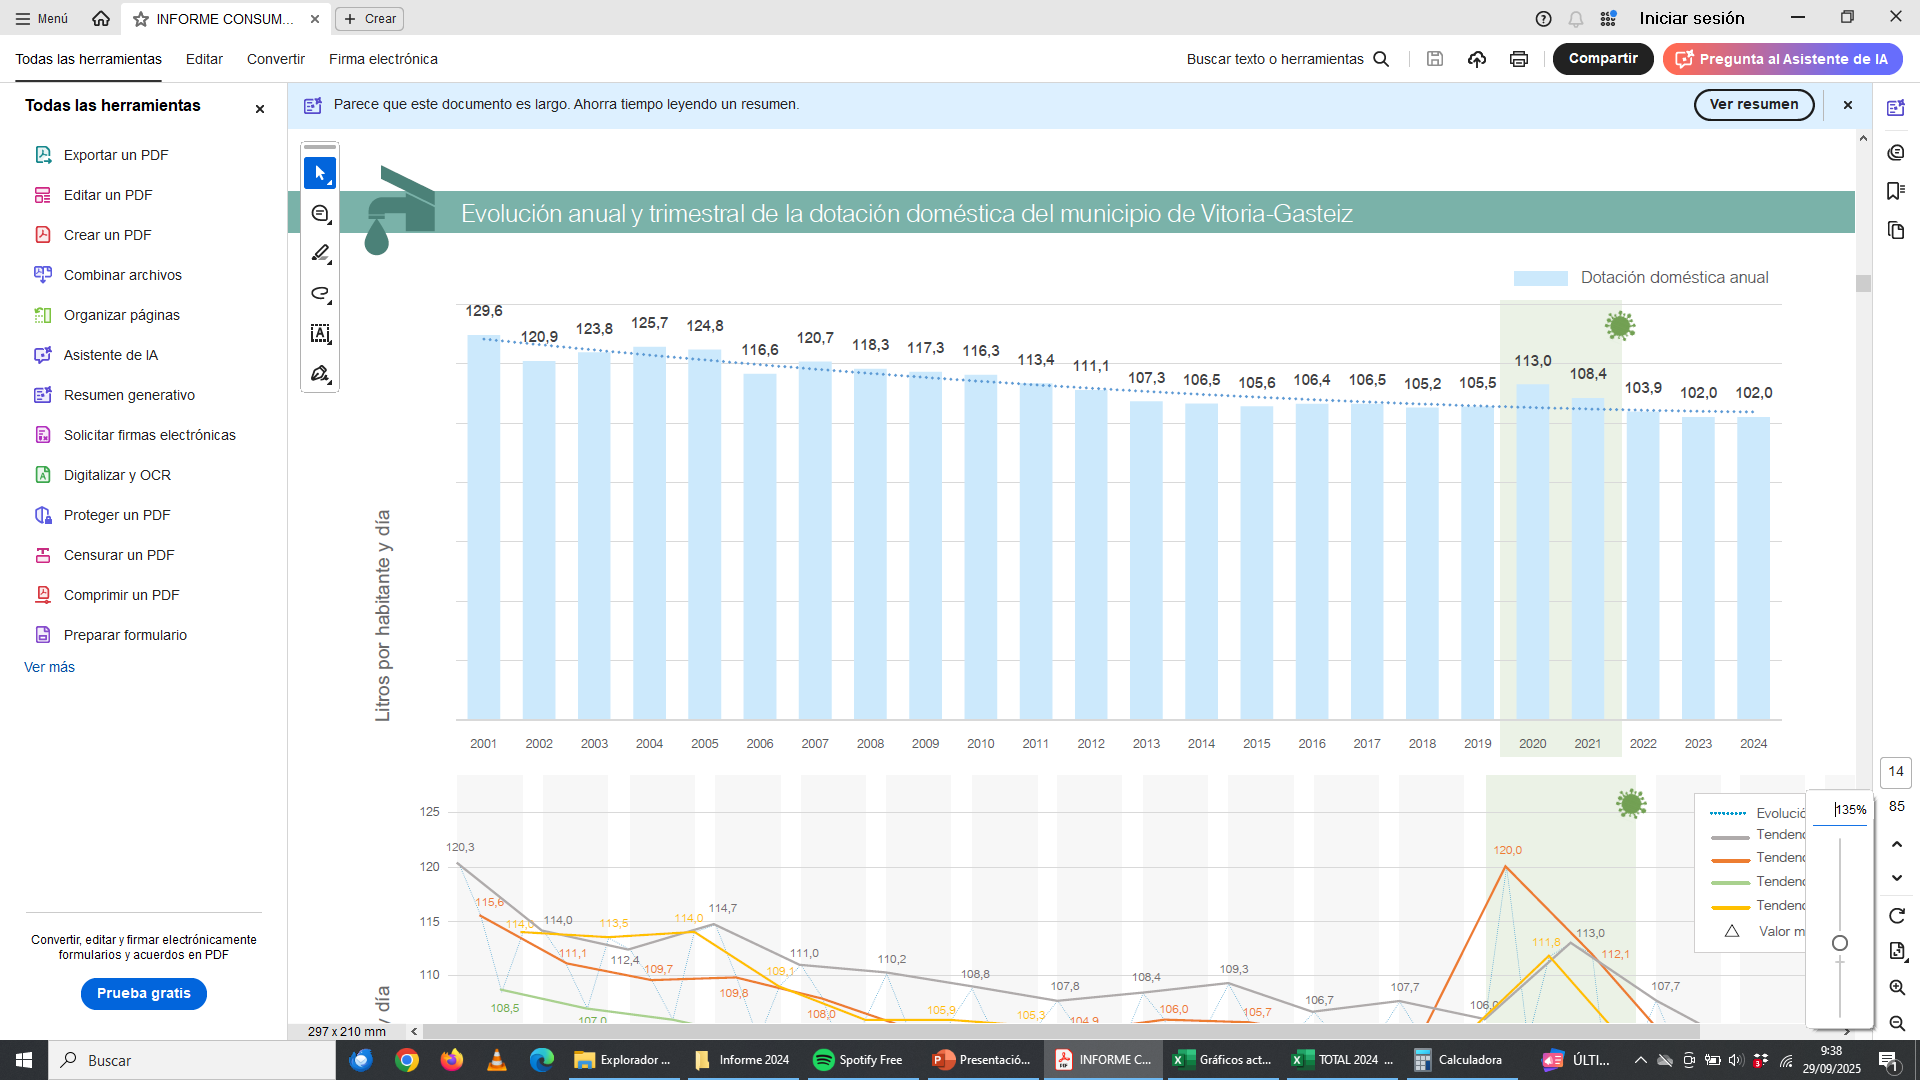 Menú
INFORME CONSUM...
Crear
Iniciar sesión
Todas las herramientas
Editar
Convertir
Firma electrónica
Buscar texto o herramientas
Compartir
Pregunta al Asistente de IA
Todas las herramientas
Parece que este documento es largo. Ahorra tiempo leyendo un resumen.
Ver resumen
Exportar un PDF
Editar un PDF
Crear un PDF
Combinar archivos
Organizar páginas
Asistente de IA
Resumen generativo
Solicitar firmas electrónicas
Digitalizar y OCR
Proteger un PDF
Censurar un PDF
Comprimir un PDF
Preparar formulario
Ver más
Convertir, editar y firmar electrónicamente
formularios y acuerdos en PDF
Prueba gratis
Evolución anual y trimestral de la dotación doméstica del municipio de Vitoria-Gasteiz
Dotación doméstica anual
129,6 120,9 123,8 125,7 124,8 116,6 120,7 118,3 117,3 116,3 113,4 111,1 107,3 106,5 105,6 106,4 106,5 105,2 105,5 113,0 108,4 103,9 102,0 102,0
Litros por habitante y día
2001 2002 2003 2004 2005 2006 2007 2008 2009 2010 2011 2012 2013 2014 2015 2016 2017 2018 2019 2020 2021 2022 2023 2024
125
120
115
110
y día
120,3
115,6
114,0
114,0
113,5
114,0
114,7
111,1
112,4
109,7
109,8
109,1
111,0
108,5
107,0
108,0
110,2
105,9
108,8
105,3
107,8
104,9
108,4
106,0
109,3
105,7
106,7
107,7
106,0
120,0
111,8
113,0
112,1
107,7
Evolució
Tendenc
Tendenc
Tendenc
Tendenc
Valor m
14
85
135%
297 x 210 mm
Buscar
Explorador ...
Informe 2024
Spotify Free
Presentació...
INFORME C...
Gráficos act...
TOTAL 2024 ...
Calculadora
ÚLTI...
9:38
29/09/2025
1